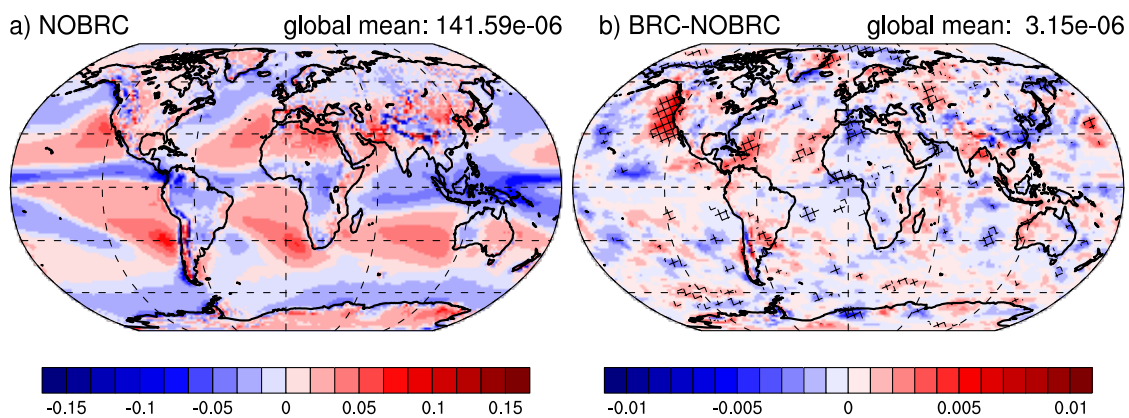 a) NOBRC global mean: 141.59e-06
b) BRC-NOBRC global mean: 3.15e-06
-0.15 -0.1 -0.05 0 0.05 0.1 0.15
-0.01 -0.005 0 0.005 0.01